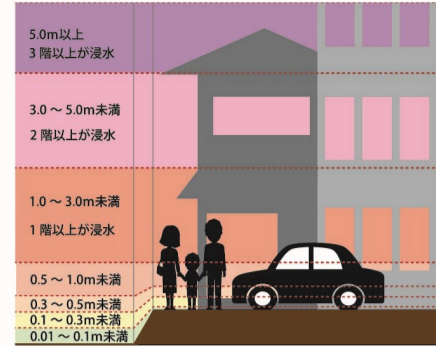 5.0m以上
3 階以上が浸水
3.0 ～ 5.0m未満
2 階以上が浸水
1.0 ～ 3.0m未満
1 階以上が浸水
0.5 ～ 1.0m未満
0.3 ～ 0.5m未満
0.1 ～ 0.3m未満
0.01 ～ 0.1m未満